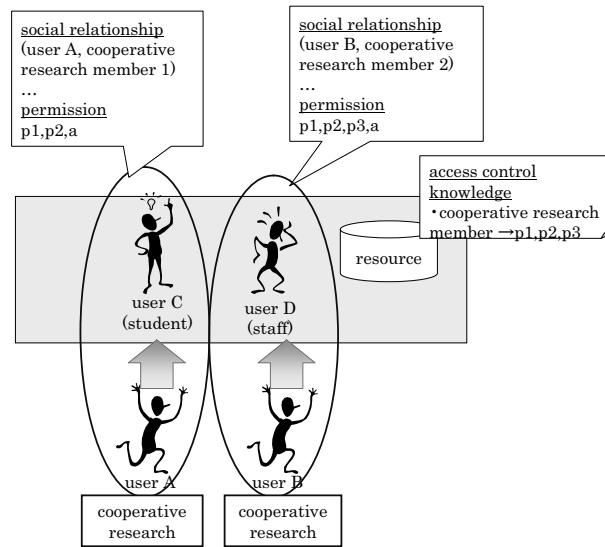 social relationship
(user A, cooperative
research member 1)
…
permission
p1,p2,a
social relationship
(user B, cooperative
research member 2)
…
permission
p1,p2,p3,a
access control
knowledge
・cooperative research
member →p1,p2,p3
resource
user C
(student)
user D
(staff)
user A
user B
cooperative
research
cooperative
research